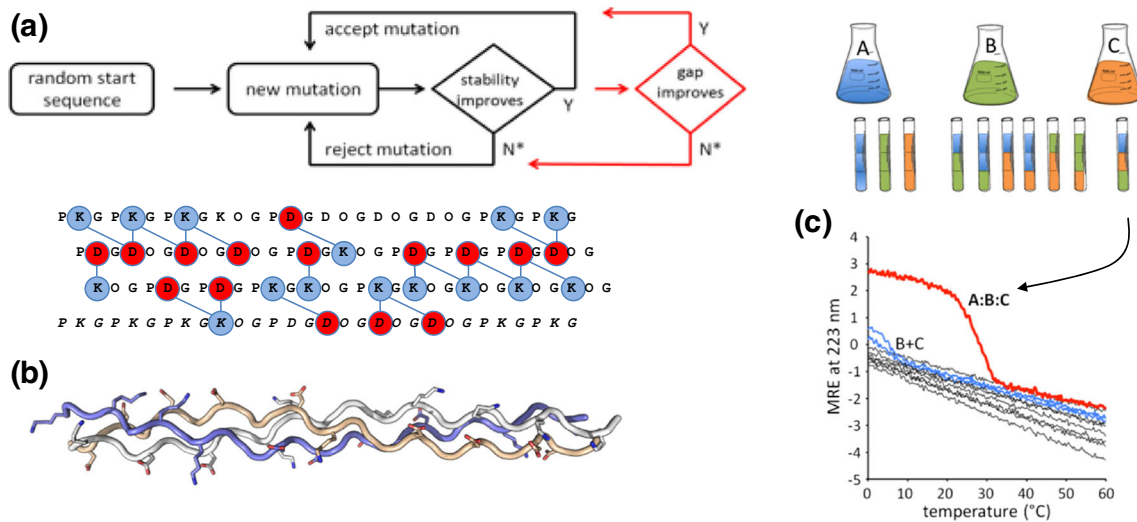 (a)
random start
sequence
new mutation
accept mutation
reject mutation
stability
improves
Y
N*
gap
improves
Y
N*
P K G P K G P K G K O G P D G D O G D O G D O G P K G P K G
P D G D O G D O G D O G P D G K O G P D G P D G P D G D O G
K O G P D G P D G P K G K O G P K G K O G K O G K O G K O G
P K G P K G P K G K O G P D G D O G D O G D O G P K G P K G
(b)
A
B
C
(c)
MRE at 223 nm
4
3
2
1
0
-1
-2
-3
-4
-5
A:B:C
B+C
0
10
20
30
40
50
60
temperature (°C)